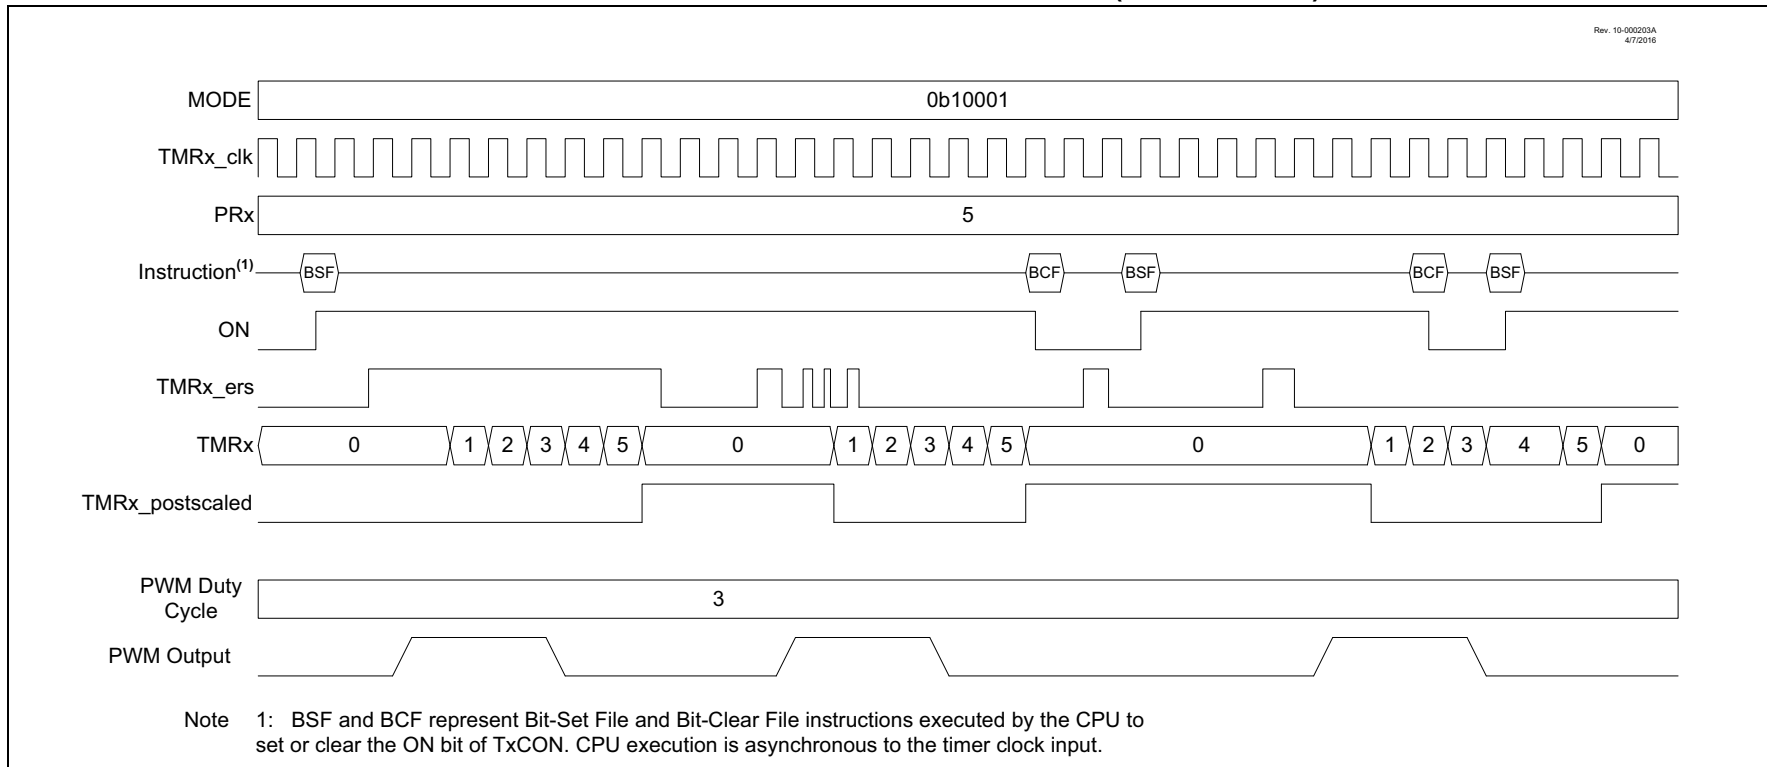 Rev. 10-000203A
4/7/2016
MODE 0b10001
TMRx_clk
PRx 5
Instruction(1) BSF BCF BSF BCF BSF
ON
TMRx_ers
TMRx 0 1 2 3 4 5 0 1 2 3 4 5 0 1 2 3 4 5 0
TMRx_postscaled
PWM Duty
Cycle 3
PWM Output
Note 1: BSF and BCF represent Bit-Set File and Bit-Clear File instructions executed by the CPU to
set or clear the ON bit of TxCON. CPU execution is asynchronous to the timer clock input.